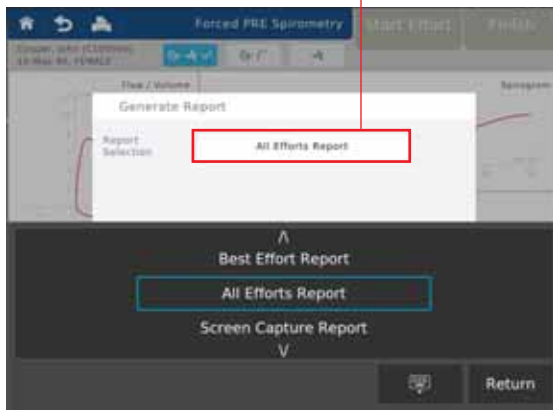 Forced PRE Spirometry
Start Effort
Finish
Flow / Volume
Spirogram
Generate Report
Report
Selection
All Efforts Report
Best Effort Report
All Efforts Report
Screen Capture Report
Return